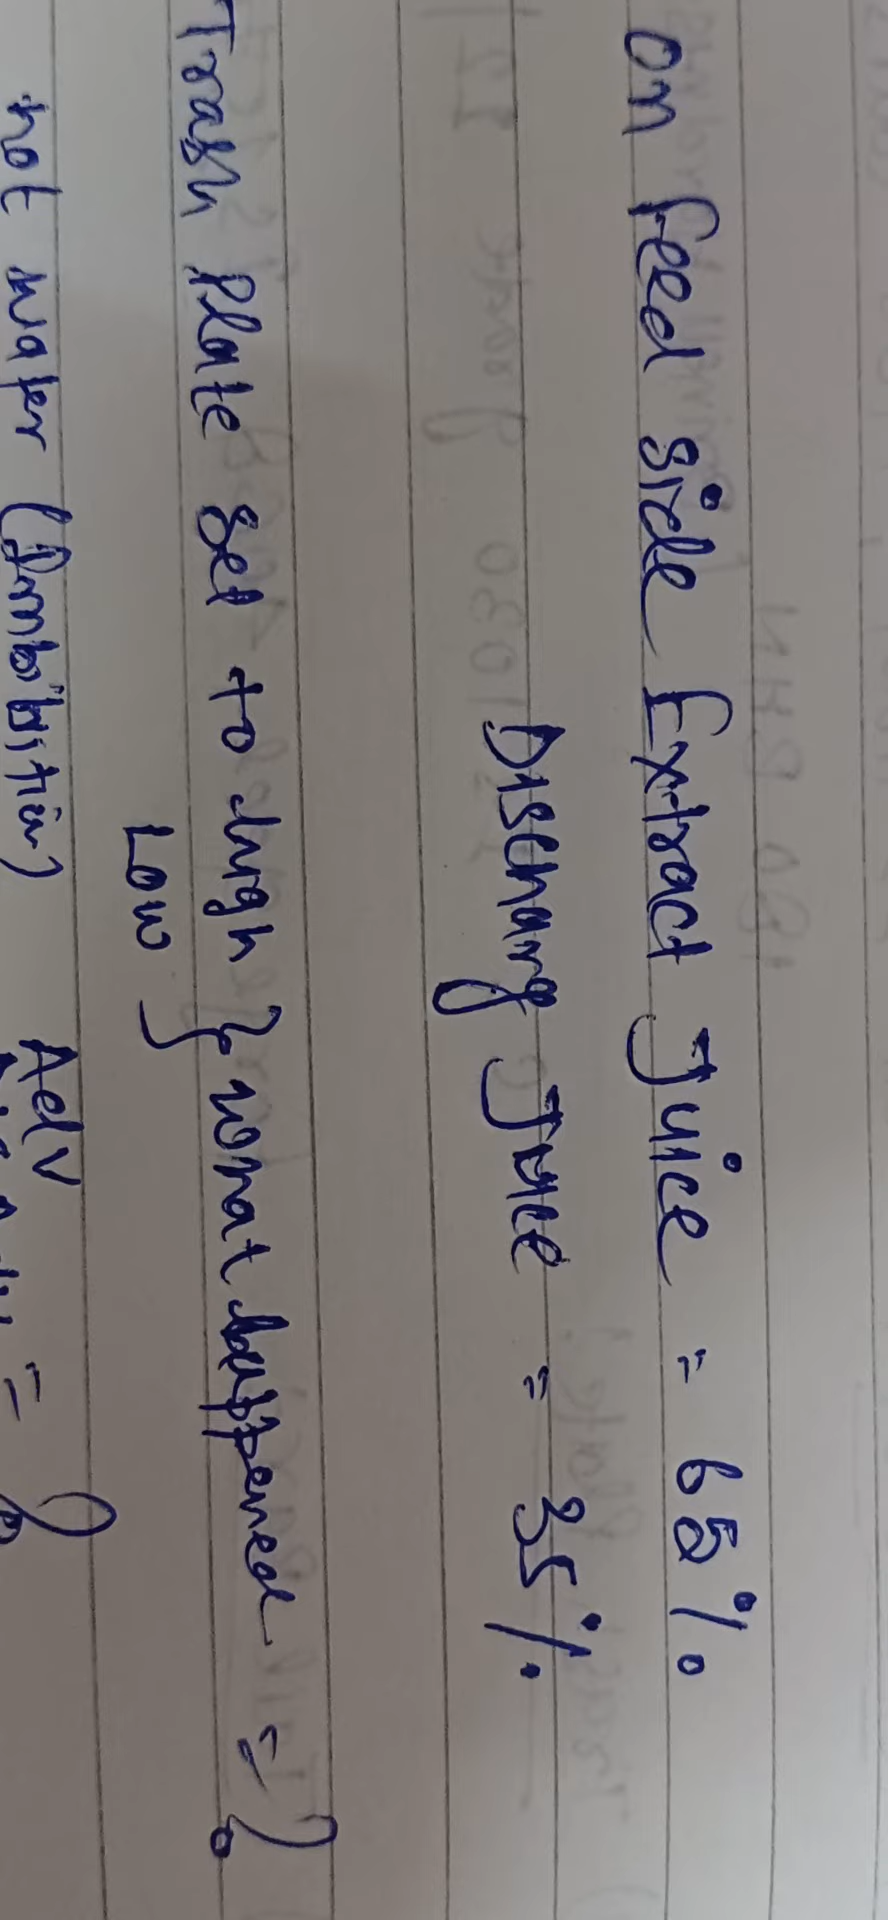 on feed side Extract Juice = 65%.
Discharg Juice = 35%.
Trash Plate set to high } what happened = ?
Low
hot water (Imbibition) Adv = ?